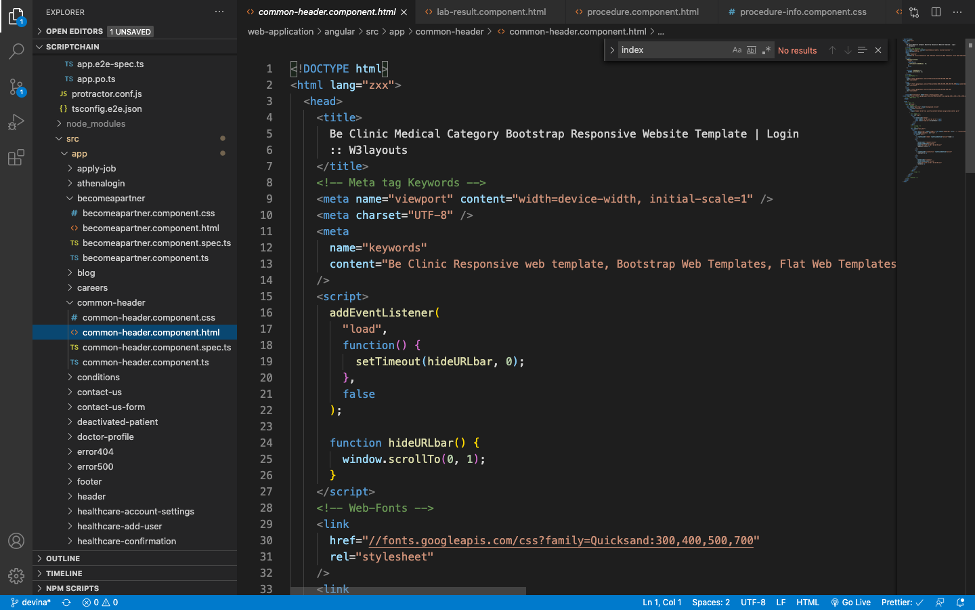 EXPLORER
OPEN EDITORS 1 UNSAVED
SCRIPTCHAIN
TS app.e2e-spec.ts
TS app.po.ts
JS protractor.conf.js
{} tsconfig.e2e.json
node_modules
src
app
apply-job
athenalogin
becomeapartner
# becomeapartner.component.css
<> becomeapartner.component.html
TS becomeapartner.component.spec.ts
TS becomeapartner.component.ts
blog
careers
common-header
# common-header.component.css
<> common-header.component.html
TS common-header.component.spec.ts
TS common-header.component.ts
conditions
contact-us
contact-us-form
deactivated-patient
doctor-profile
error404
error500
footer
header
healthcare-account-settings
healthcare-add-user
healthcare-confirmation
OUTLINE
TIMELINE
NPM SCRIPTS
1
1
<> common-header.component.html
<> lab-result.component.html
<> procedure.component.html
# procedure-info.component.css
web-application > angular > src > app > common-header > <> common-header.component.html > ...
index Aa ab .* No results
1 <!DOCTYPE html>
2 <html lang="zxx">
3 <head>
4 <title>
5 Be Clinic Medical Category Bootstrap Responsive Website Template | Login
6 :: W3layouts
7 </title>
8 <!-- Meta tag Keywords -->
9 <meta name="viewport" content="width=device-width, initial-scale=1" />
10 <meta charset="UTF-8" />
11 <meta
12 name="keywords"
13 content="Be Clinic Responsive web template, Bootstrap Web Templates, Flat Web Templates
14 />
15 <script>
16 addEventListener(
17 "load",
18 function() {
19 setTimeout(hideURLbar, 0);
20 },
21 false
22 );
23
24 function hideURLbar() {
25 window.scrollTo(0, 1);
26 }
27 </script>
28 <!-- Web-Fonts -->
29 <link
30 href="//fonts.googleapis.com/css?family=Quicksand:300,400,500,700"
31 rel="stylesheet"
32 />
33 <link
devina* 0 0 Ln 1, Col 1 Spaces: 2 UTF-8 LF HTML Go Live Prettier: ✓